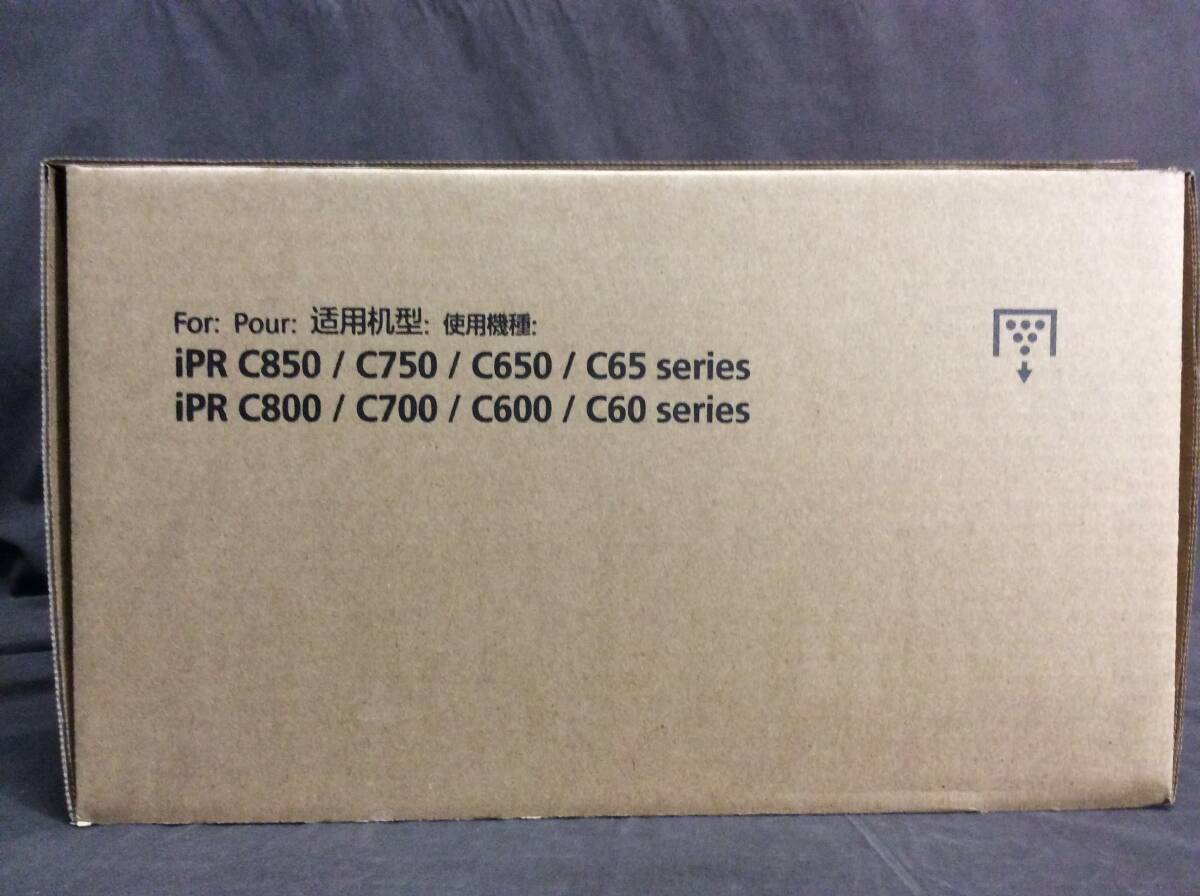 For: Pour: 适用机型: 使用機種:
iPR C850 / C750 / C650 / C65 series
iPR C800 / C700 / C600 / C60 series